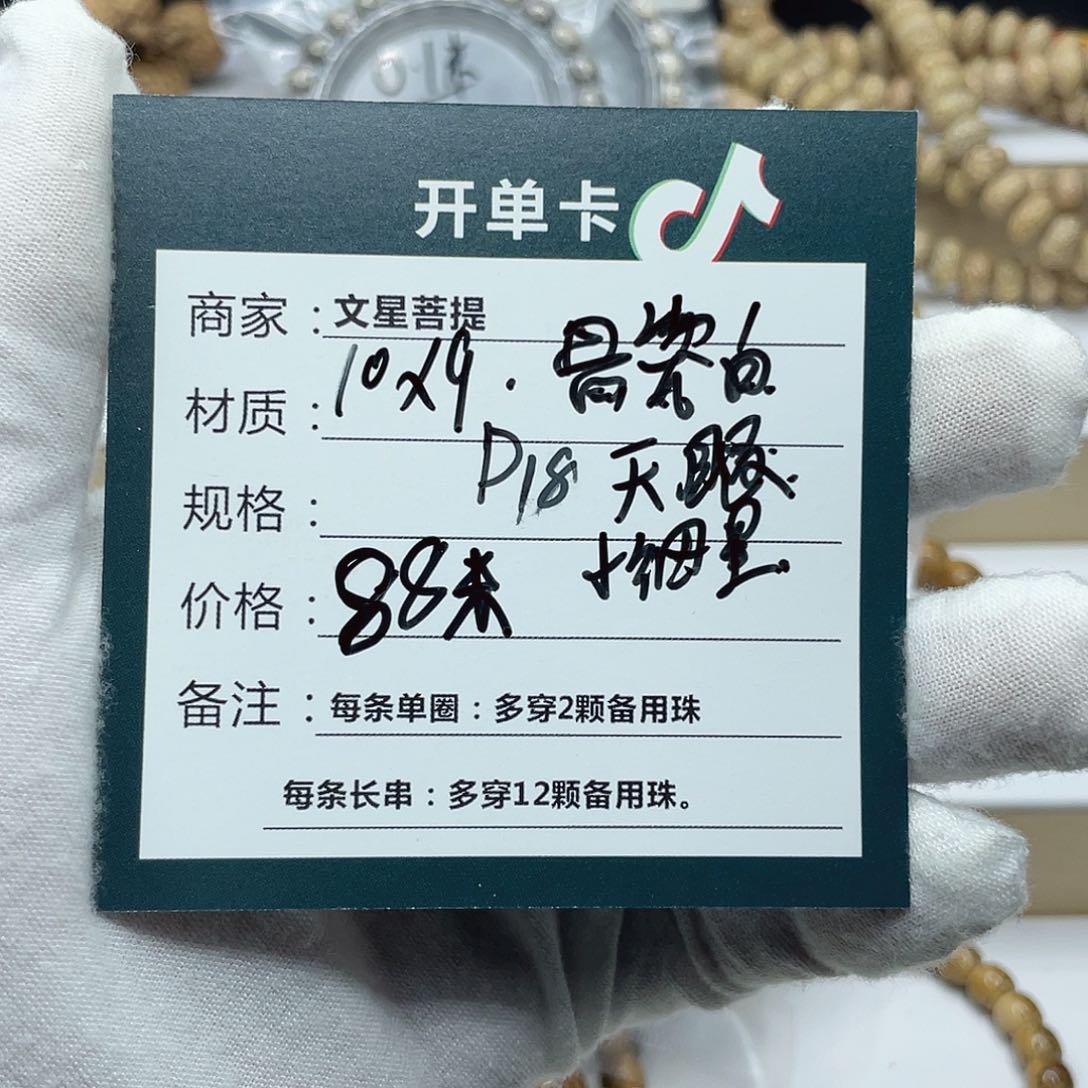 开单卡
商家：文星菩提
材质：10x9. 骨瓷白
规格：P18 天眼
+细星.
价格：88米
备注：每条单圈：多穿2颗备用珠
每条长串：多穿12颗备用珠。